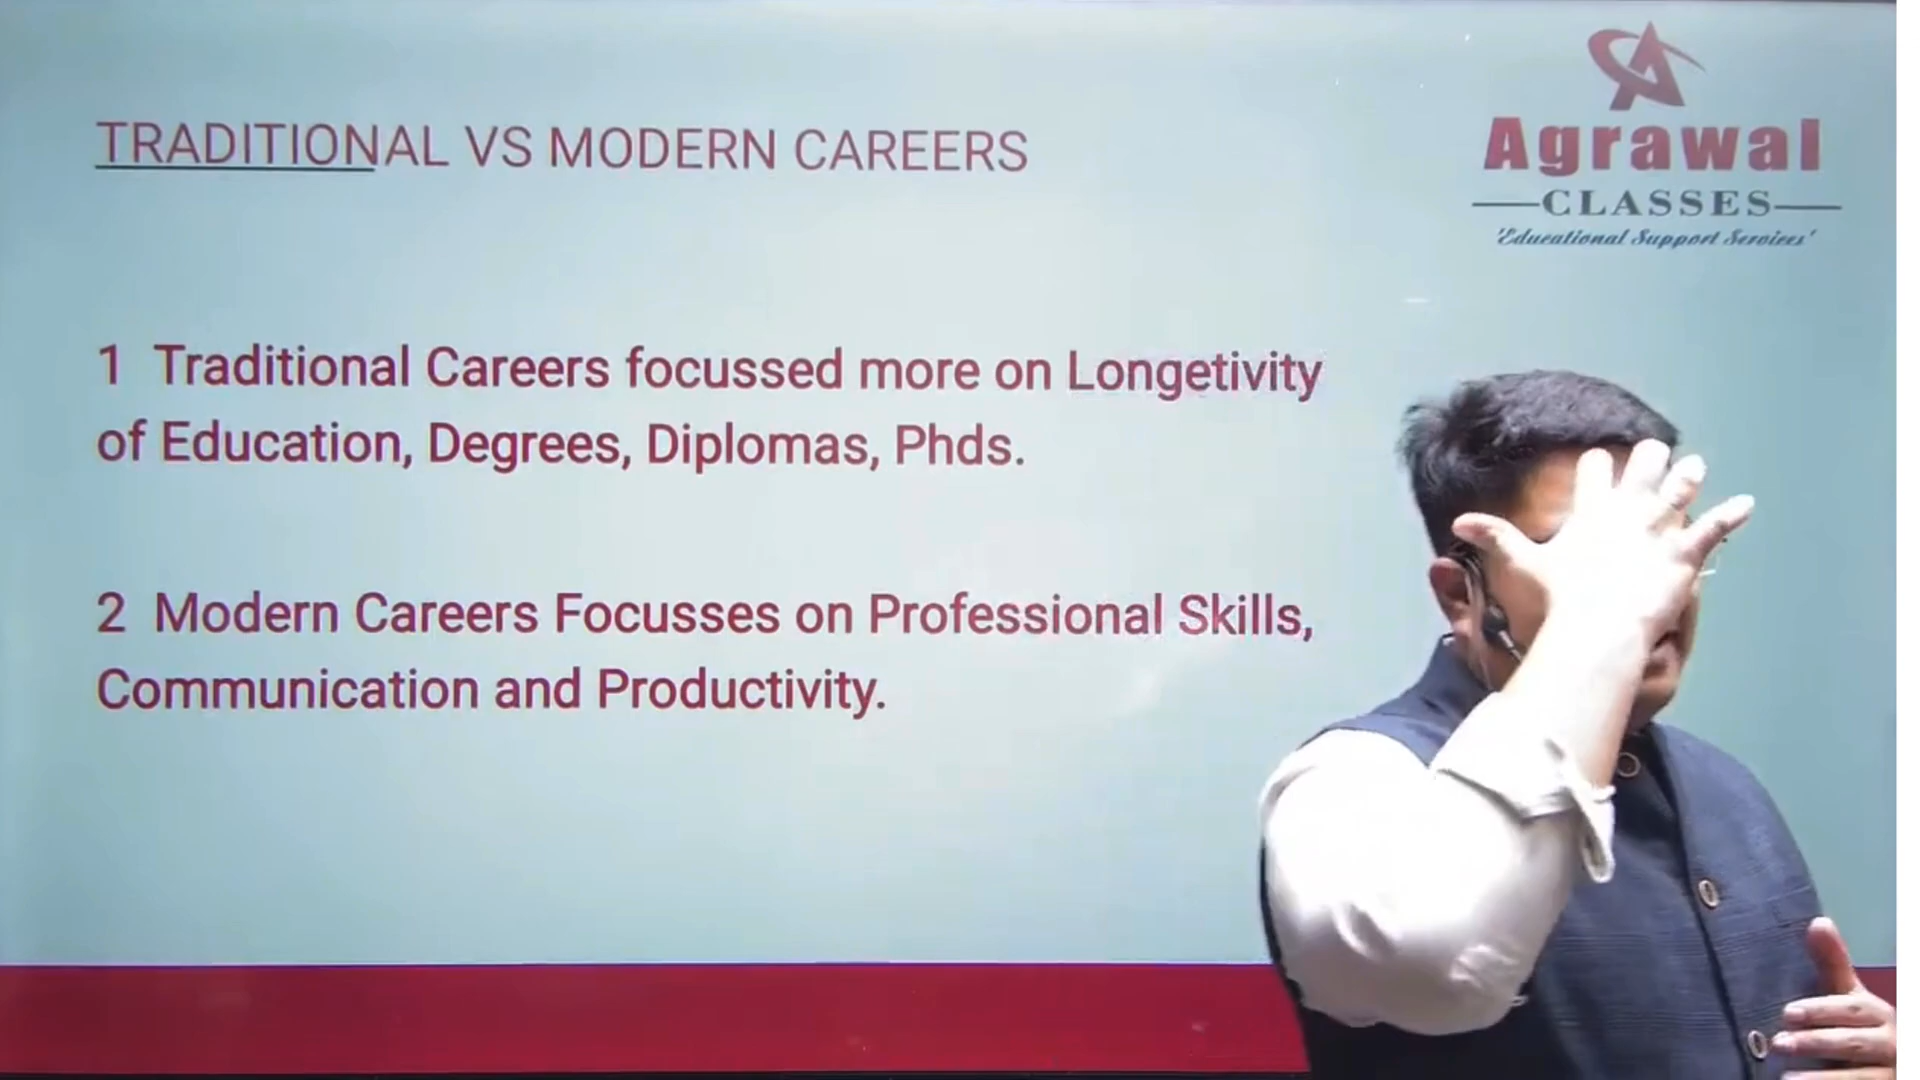 TRADITIONAL VS MODERN CAREERS
Agrawal
CLASSES
'Educational Support Services'
1 Traditional Careers focussed more on Longetivity
of Education, Degrees, Diplomas, Phds.
2 Modern Careers Focusses on Professional Skills,
Communication and Productivity.